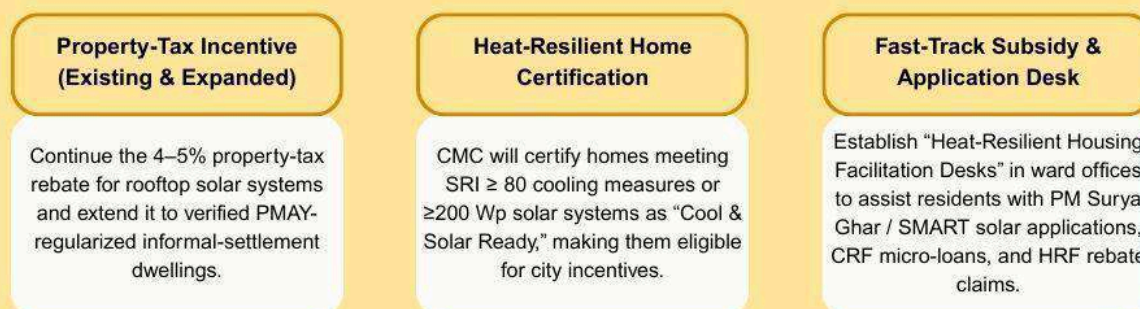 Property-Tax Incentive
(Existing & Expanded)
Continue the 4–5% property-tax
rebate for rooftop solar systems
and extend it to verified PMAY-
regularized informal-settlement
dwellings.
Heat-Resilient Home
Certification
CMC will certify homes meeting
SRI ≥ 80 cooling measures or
≥200 Wp solar systems as “Cool &
Solar Ready,” making them eligible
for city incentives.
Fast-Track Subsidy &
Application Desk
Establish “Heat-Resilient Housing
Facilitation Desks” in ward offices
to assist residents with PM Surya
Ghar / SMART solar applications,
CRF micro-loans, and HRF rebate
claims.